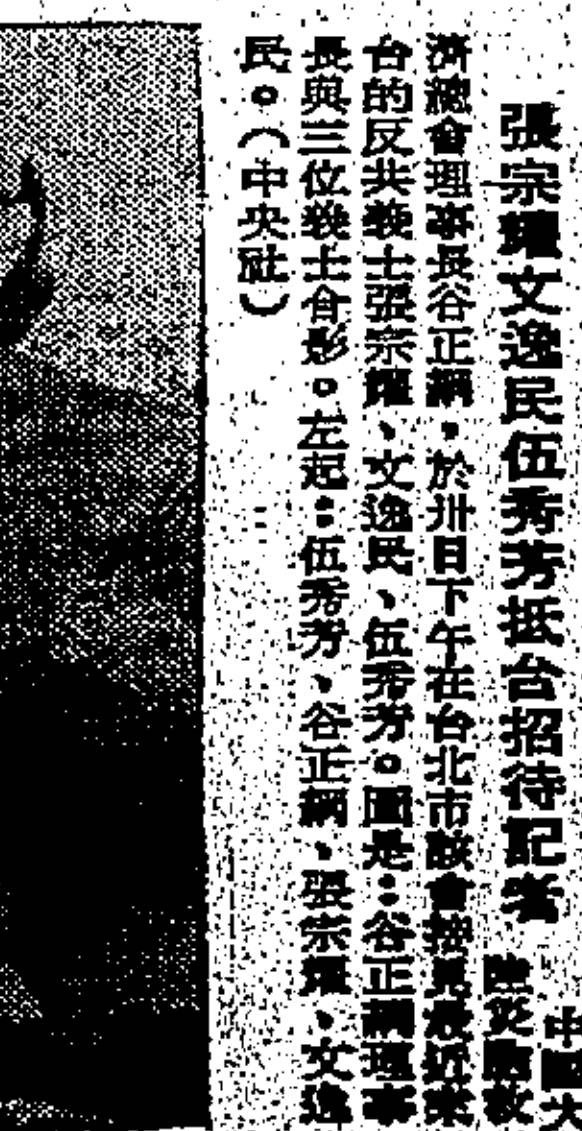 張宗耀文逸民伍秀芳抵台招待記者
中國大
陸災胞救
濟總會理事長谷正綱,於卅日下午在台北市該會接見最近來
台的反共義士張宗耀、文逸民、伍秀芳。圖是:谷正綱理事
長與三位義士合影。左起:伍秀芳、谷正綱、張宗耀、文逸
民。(中央社)